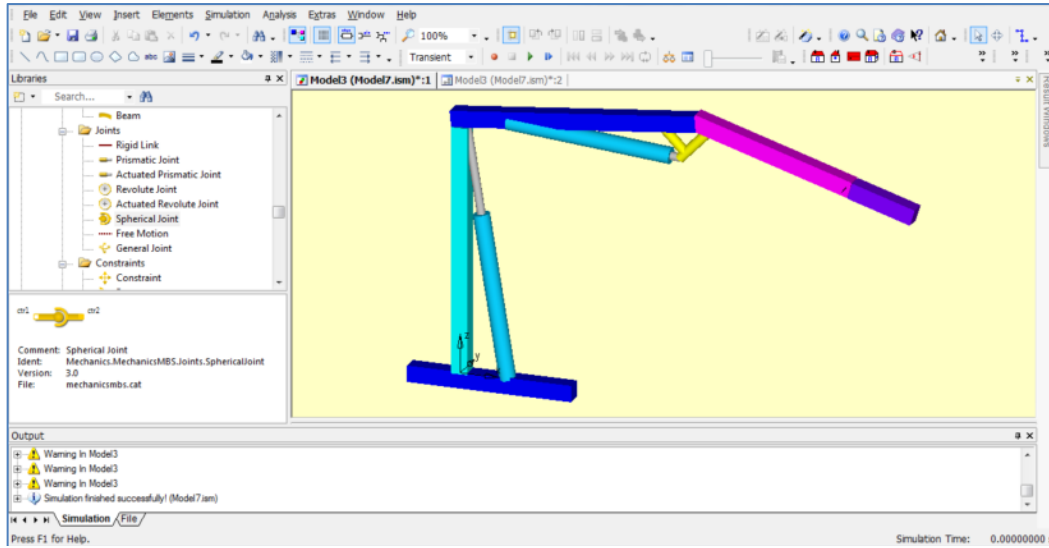 File Edit View Insert Elements Simulation Analysis Extras Window Help
100%
abc Transient
Libraries
Model3 (Model7.ism)*:1 Model3 (Model7.ism)*:2
Search...
Result Windows
Beam
Joints
Rigid Link
Prismatic Joint
Actuated Prismatic Joint
Revolute Joint
Actuated Revolute Joint
Spherical Joint
Free Motion
General Joint
Constraints
Constraint
ctr1 ctr2
z
y
Comment: Spherical Joint
Ident: Mechanics.MechanicsMBS.Joints.SphericalJoint
Version: 3.0
File: mechanicsmbs.cat
Output
Warning In Model3
Warning In Model3
Warning In Model3
Simulation finished successfully! (Model7.ism)
Simulation File
Press F1 for Help. Simulation Time: 0.00000000